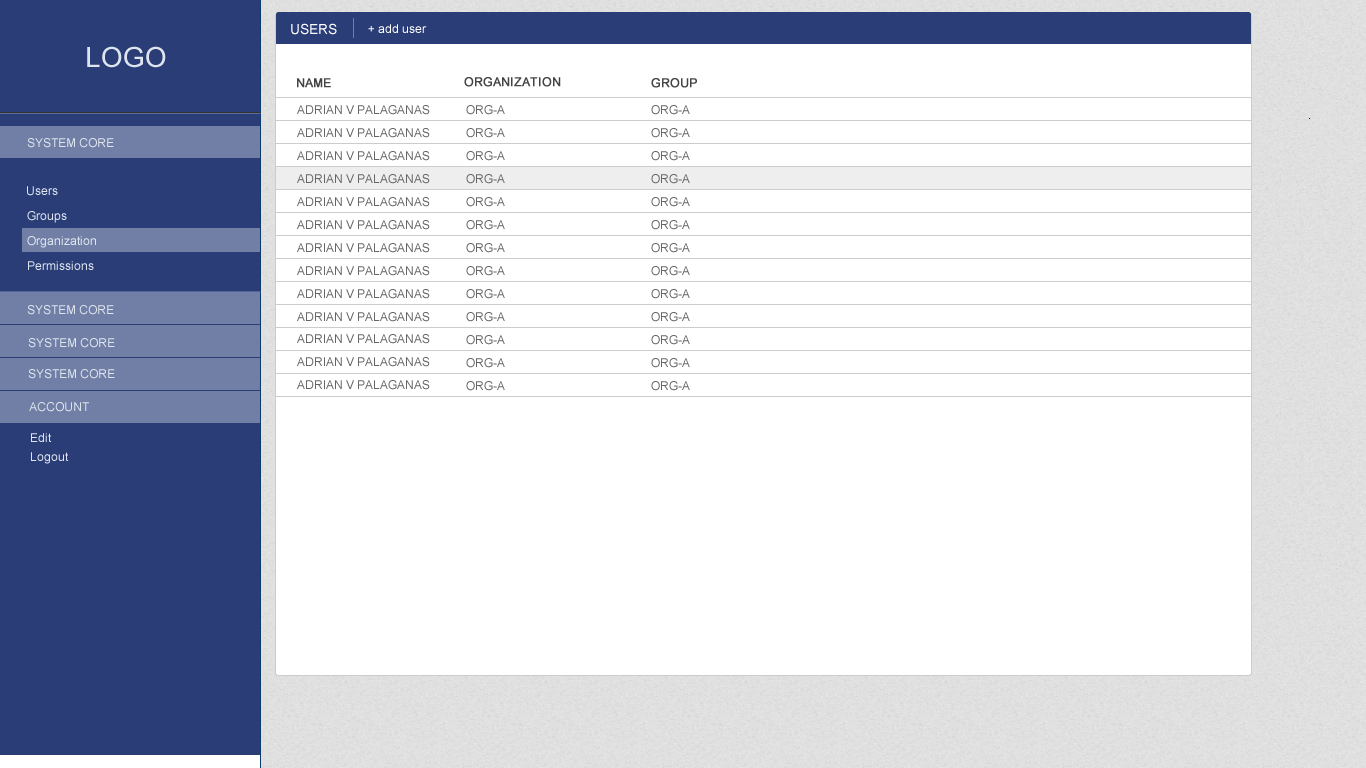 LOGO
SYSTEM CORE
Users
Groups
Organization
Permissions
SYSTEM CORE
SYSTEM CORE
SYSTEM CORE
ACCOUNT
Edit
Logout
USERS + add user
NAME ORGANIZATION GROUP
ADRIAN V PALAGANAS ORG-A ORG-A
ADRIAN V PALAGANAS ORG-A ORG-A
ADRIAN V PALAGANAS ORG-A ORG-A
ADRIAN V PALAGANAS ORG-A ORG-A
ADRIAN V PALAGANAS ORG-A ORG-A
ADRIAN V PALAGANAS ORG-A ORG-A
ADRIAN V PALAGANAS ORG-A ORG-A
ADRIAN V PALAGANAS ORG-A ORG-A
ADRIAN V PALAGANAS ORG-A ORG-A
ADRIAN V PALAGANAS ORG-A ORG-A
ADRIAN V PALAGANAS ORG-A ORG-A
ADRIAN V PALAGANAS ORG-A ORG-A
ADRIAN V PALAGANAS ORG-A ORG-A